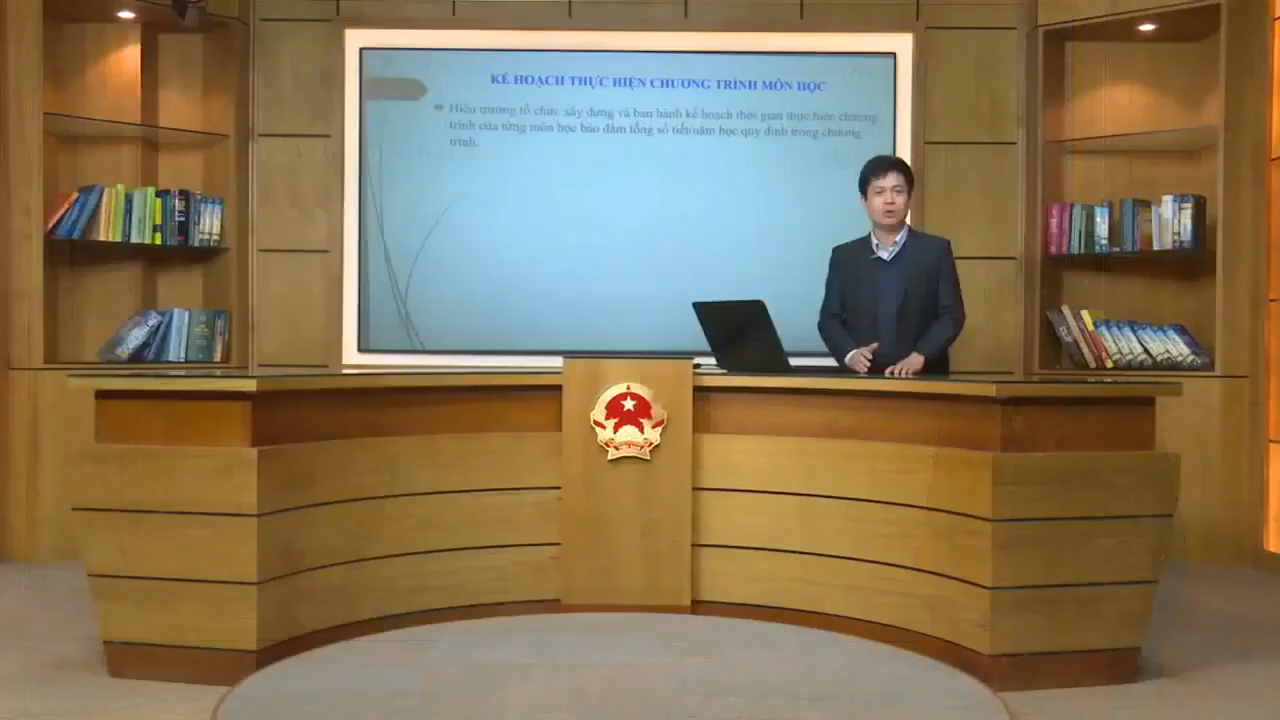 KẾ HOẠCH THỰC HIỆN CHƯƠNG TRÌNH MÔN HỌC
Hiệu trưởng tổ chức xây dựng và ban hành kế hoạch thời gian thực hiện chương
trình của từng môn học bảo đảm tổng số tiết/năm học quy định trong chương
trình.